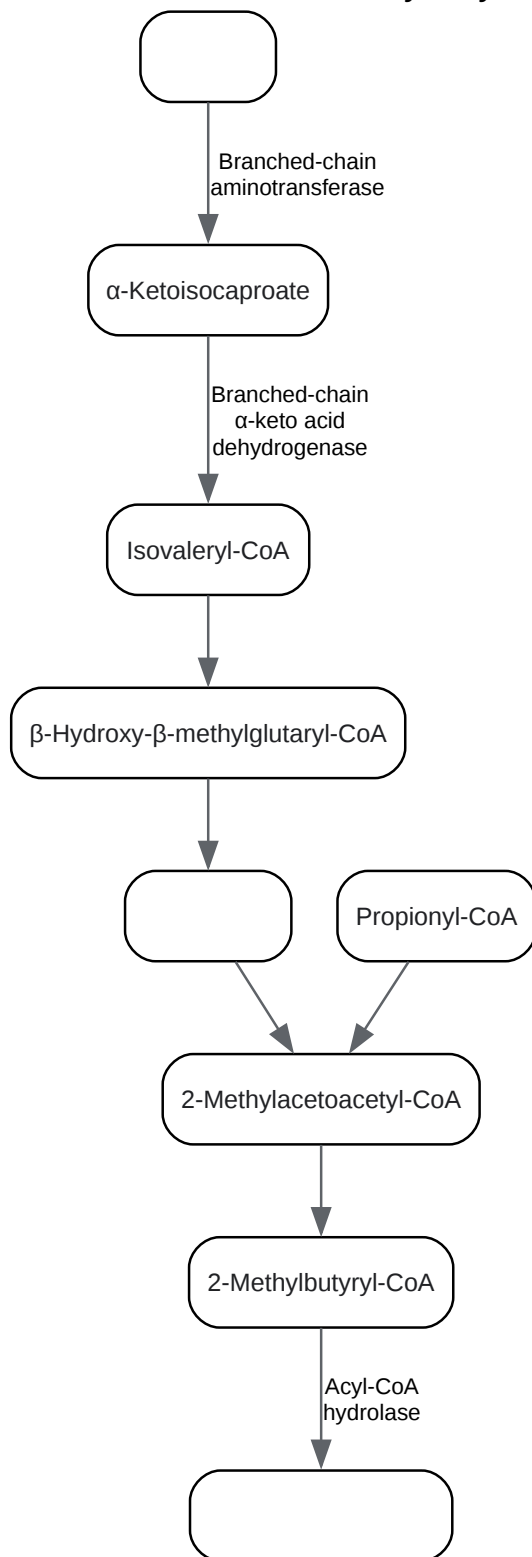 Branched-chain
aminotransferase
α-Ketoisocaproate
Branched-chain
α-keto acid
dehydrogenase
Isovaleryl-CoA
β-Hydroxy-β-methylglutaryl-CoA
Propionyl-CoA
2-Methylacetoacetyl-CoA
2-Methylbutyryl-CoA
Acyl-CoA
hydrolase